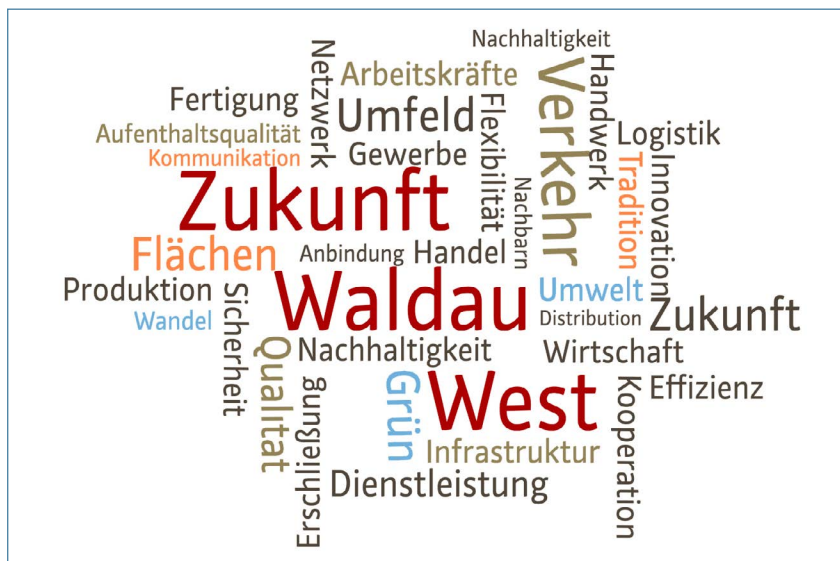 Nachhaltigkeit
Netzwerk
Arbeitskräfte
Verkehr
Handwerk
Fertigung
Umfeld
Flexibilität
Logistik
Aufenthaltsqualität
Kommunikation
Gewerbe
Tradition
Innovation
Zukunft
Nachbarn
Flächen
Anbindung
Handel
Produktion
Sicherheit
Waldau
Umwelt
Wandel
Distribution
Zukunft
Qualität
Nachhaltigkeit
Wirtschaft
Grün
West
Erschließung
Kooperation
Effizienz
Infrastruktur
Dienstleistung